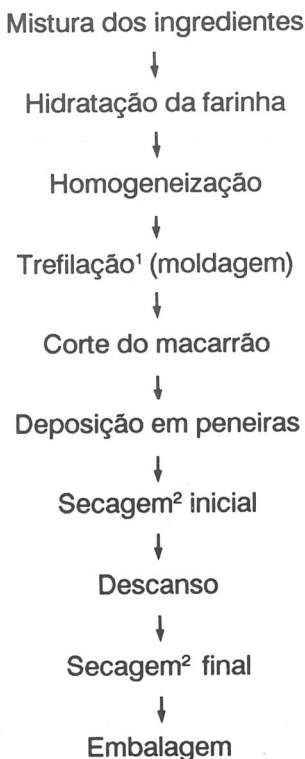 Mistura dos ingredientes
↓
Hidratação da farinha
↓
Homogeneização
↓
Trefilação¹ (moldagem)
↓
Corte do macarrão
↓
Deposição em peneiras
↓
Secagem² inicial
↓
Descanso
↓
Secagem² final
↓
Embalagem